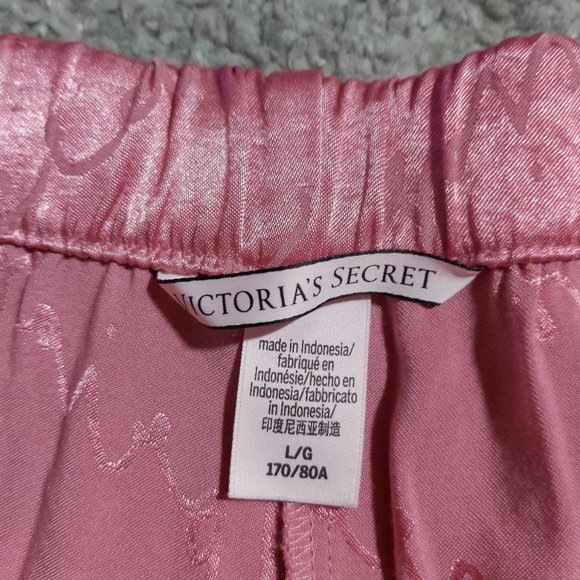 VICTORIA'S SECRET
made in Indonesia/
fabriqué en
Indonésie/hecho en
Indonesia/fabbricato
in Indonesia/
印度尼西亚制造
L/G
170/80A